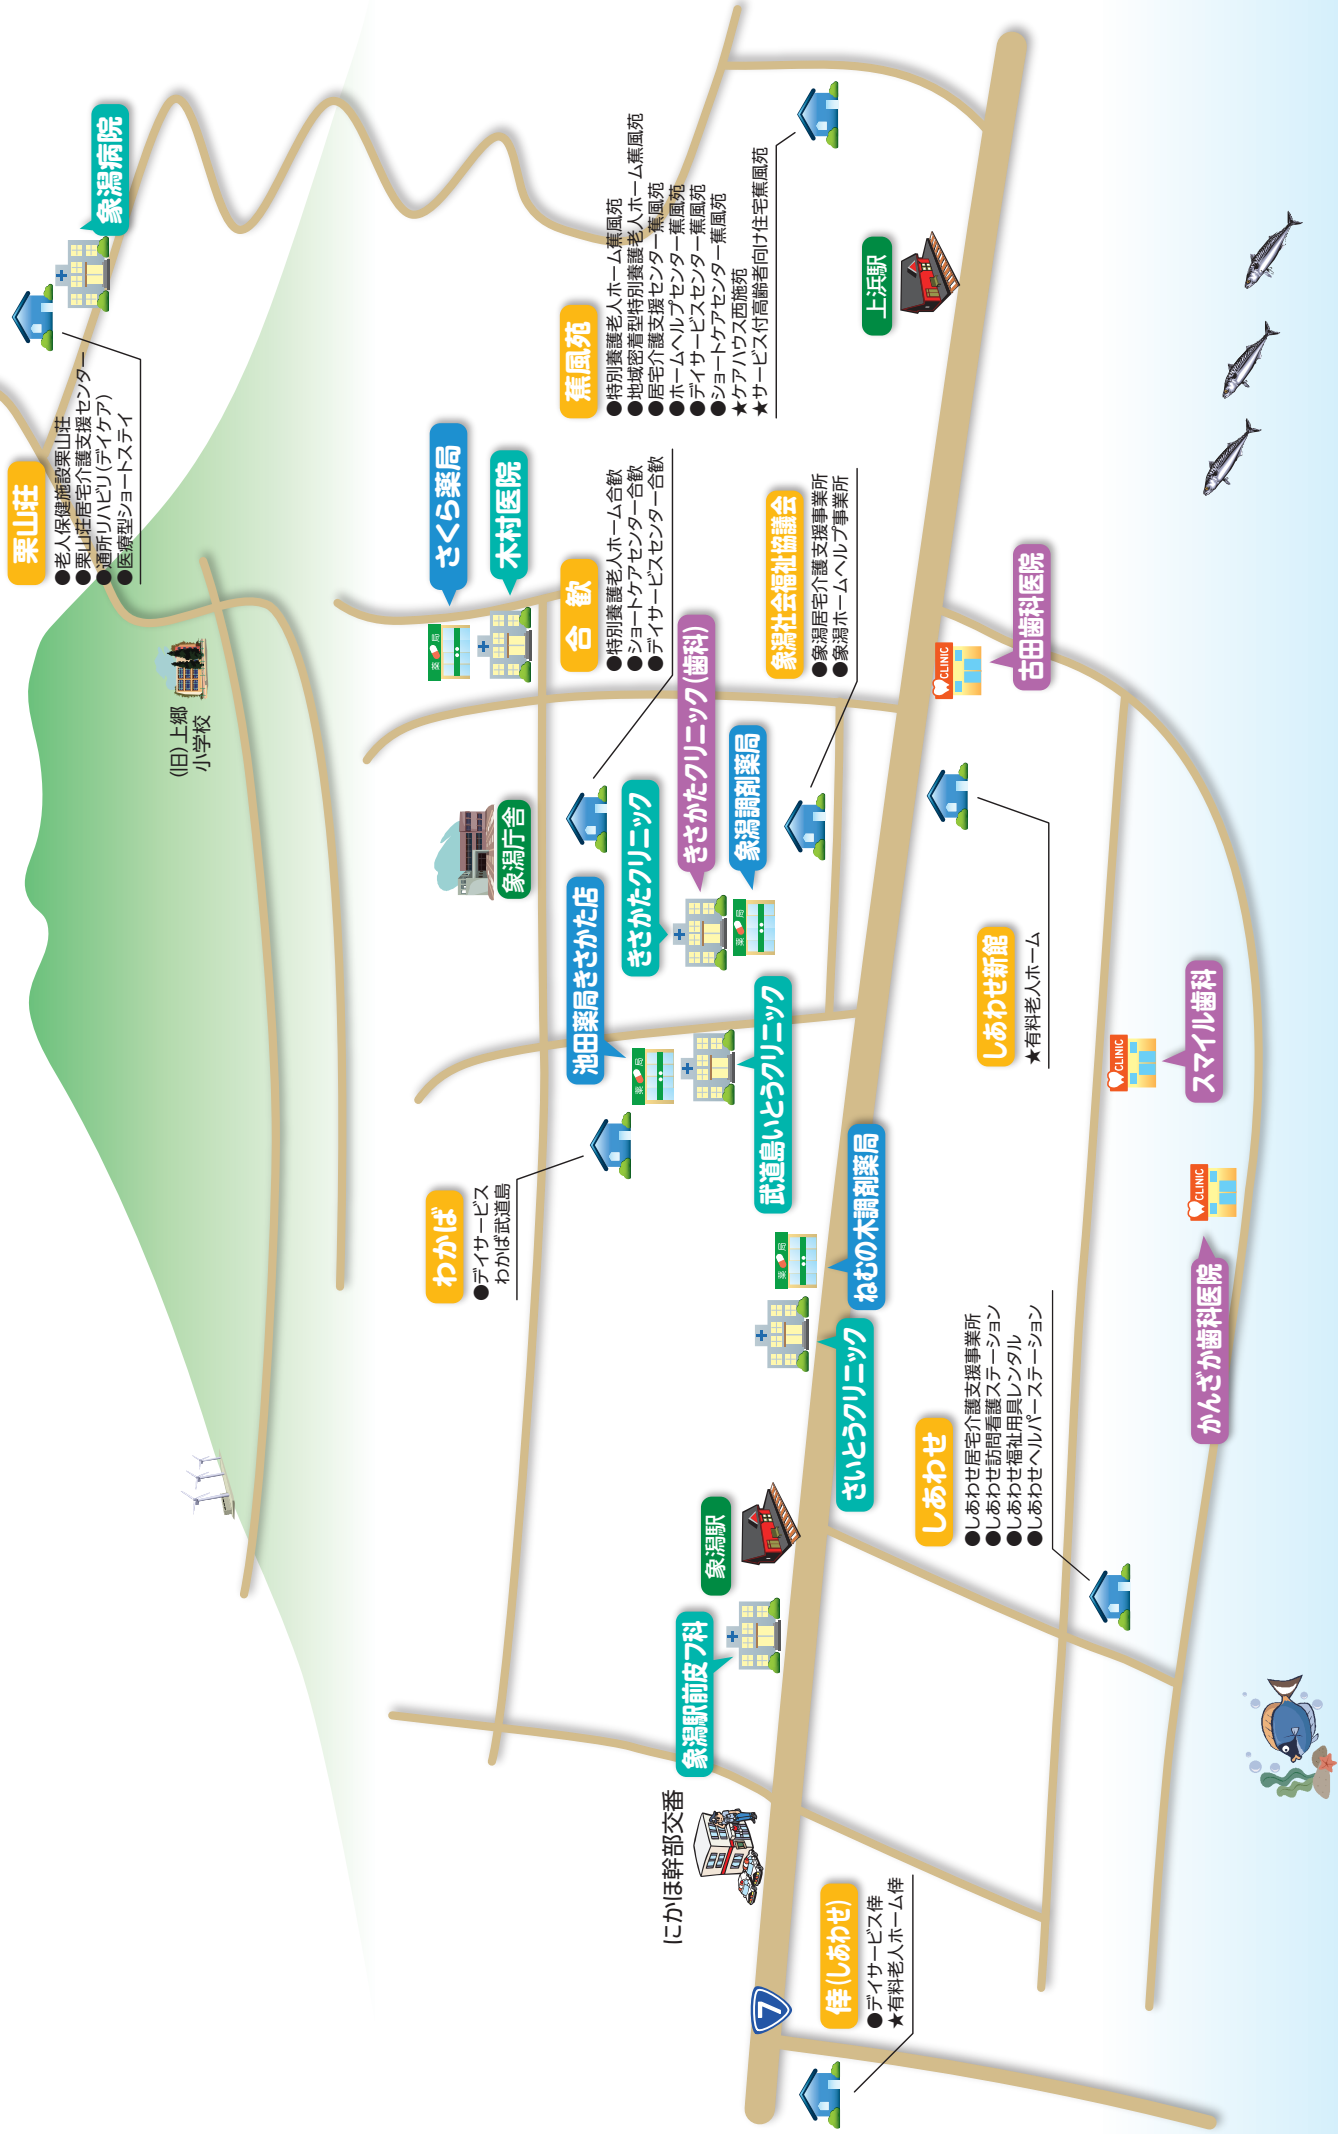 栗山荘
●老人保健施設栗山荘
●栗山荘居宅介護支援センター
●通所リハビリ(デイケア)
●医療型ショートステイ
象潟病院
(旧)上郷
小学校
さくら薬局
薬局
木村医院
象潟庁舎
わかば
●デイサービス
わかば武道島
合歓
●特別養護老人ホーム合歓
●ショートケアセンター合歓
●デイサービスセンター合歓
蕉風苑
●特別養護老人ホーム蕉風苑
●地域密着型特別養護老人ホーム蕉風苑
●居宅介護支援センター蕉風苑
●ホームヘルプセンター蕉風苑
●デイサービスセンター蕉風苑
●ショートケアセンター蕉風苑
★ケアハウス西施苑
★サービス付高齢者向け住宅蕉風苑
池田薬局きさかた店
薬局
きさかたクリニック
きさかたクリニック(歯科)
象潟調剤薬局
薬局
武道島いとうクリニック
象潟社会福祉協議会
●象潟居宅介護支援事業所
●象潟ホームヘルプ事業所
上浜駅
にかほ幹部交番
象潟駅前皮フ科
象潟駅
薬局
ねむの木調剤薬局
さいとうクリニック
7
倖(しあわせ)
●デイサービス倖
★有料老人ホーム倖
しあわせ
●しあわせ居宅介護支援事業所
●しあわせ訪問看護ステーション
●しあわせ福祉用具レンタル
●しあわせヘルパーステーション
しあわせ新館
★有料老人ホーム
CLINIC
古田歯科医院
CLINIC
スマイル歯科
CLINIC
かんざか歯科医院